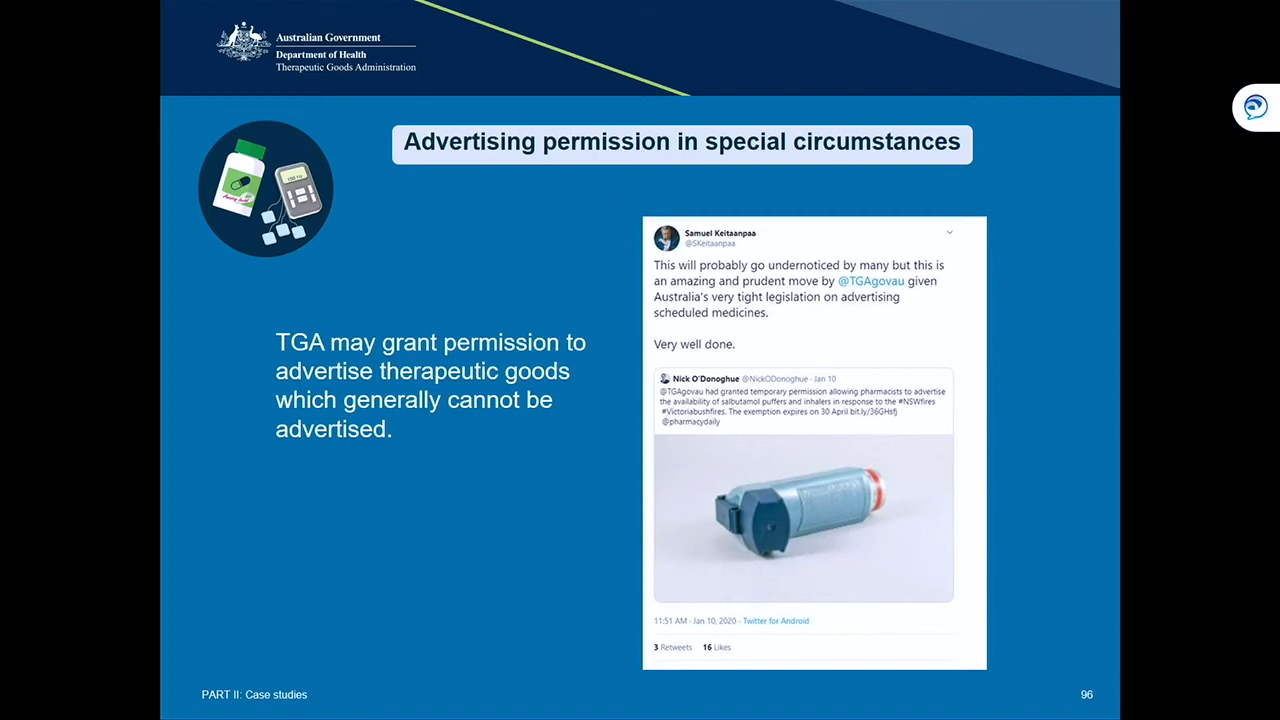 Australian Government
Department of Health
Therapeutic Goods Administration
Advertising permission in special circumstances
TGA may grant permission to
advertise therapeutic goods
which generally cannot be
advertised.
Samuel Keitaanpaa
@SKeitaanpaa
This will probably go undernoticed by many but this is
an amazing and prudent move by @TGAgovau given
Australia's very tight legislation on advertising
scheduled medicines.
Very well done.
Nick O'Donoghue @NickODonoghue · Jan 10
@TGAgovau had granted temporary permission allowing pharmacists to advertise
the availability of salbutamol puffers and inhalers in response to the #NSWfires
#Victoriabushfires. The exemption expires on 30 April bit.ly/36GHsfj
@pharmacydaily
11:51 AM · Jan 10, 2020 · Twitter for Android
3 Retweets 16 Likes
PART II: Case studies
96